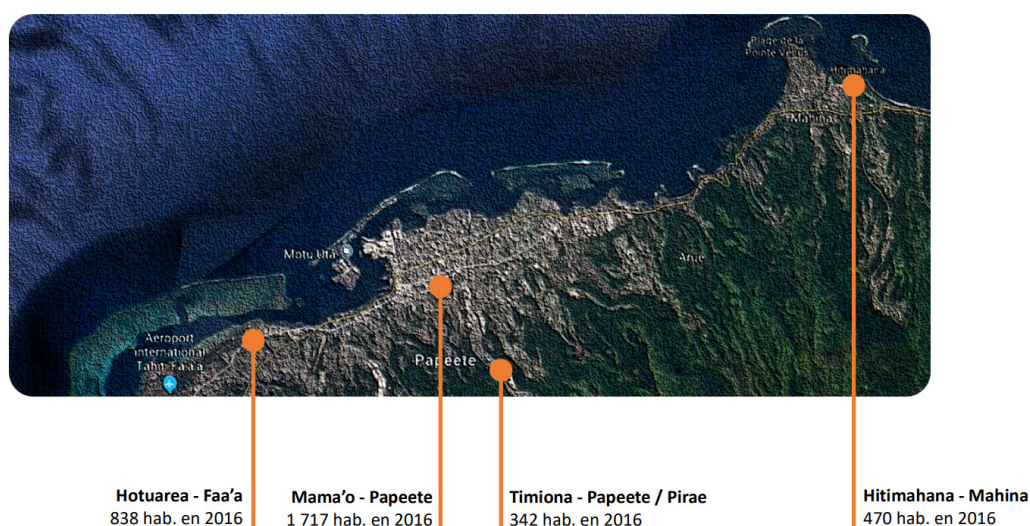 Plage de la
Pointe Vénus
Hitimahana
Mahina
Motu Uta
Arue
Aeroport
international
Tahiti Faa'a
Papeete
Hotuarea - Faa'a
838 hab. en 2016
Mama'o - Papeete
1 717 hab. en 2016
Timiona - Papeete / Pirae
342 hab. en 2016
Hitimahana - Mahina
470 hab. en 2016